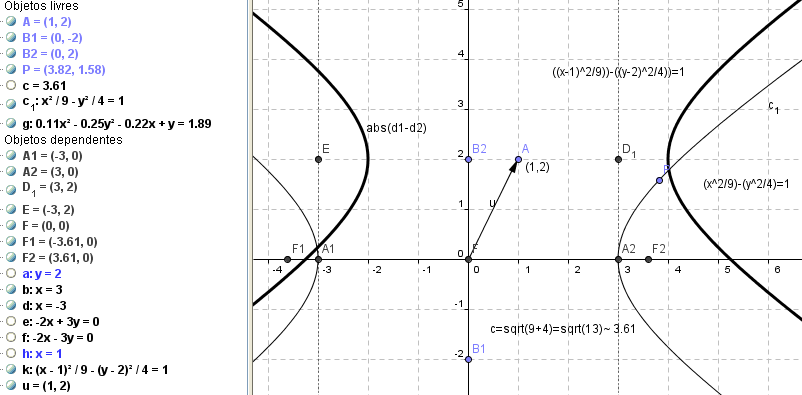 Objetos livres
A = (1, 2)
B1 = (0, -2)
B2 = (0, 2)
P = (3.82, 1.58)
c = 3.61
c₁: x² / 9 - y² / 4 = 1
g: 0.11x² - 0.25y² - 0.22x + y = 1.89
Objetos dependentes
A1 = (-3, 0)
A2 = (3, 0)
D₁ = (3, 2)
E = (-3, 2)
F = (0, 0)
F1 = (-3.61, 0)
F2 = (3.61, 0)
a: y = 2
b: x = 3
d: x = -3
e: -2x + 3y = 0
f: -2x - 3y = 0
h: x = 1
k: (x - 1)² / 9 - (y - 2)² / 4 = 1
u = (1, 2)
5
4
((x-1)^2/9))-((y-2)^2/4))=1
3
c₁
abs(d1-d2)
E
B2
A
D₁
2
(1,2)
P
(x^2/9)-(y^2/4)=1
1
u
F1
A1
F
A2
F2
0
-4 -3 -2 -1 0 1 2 3 4 5 6
-1
c=sqrt(9+4)=sqrt(13)~ 3.61
B1
-2